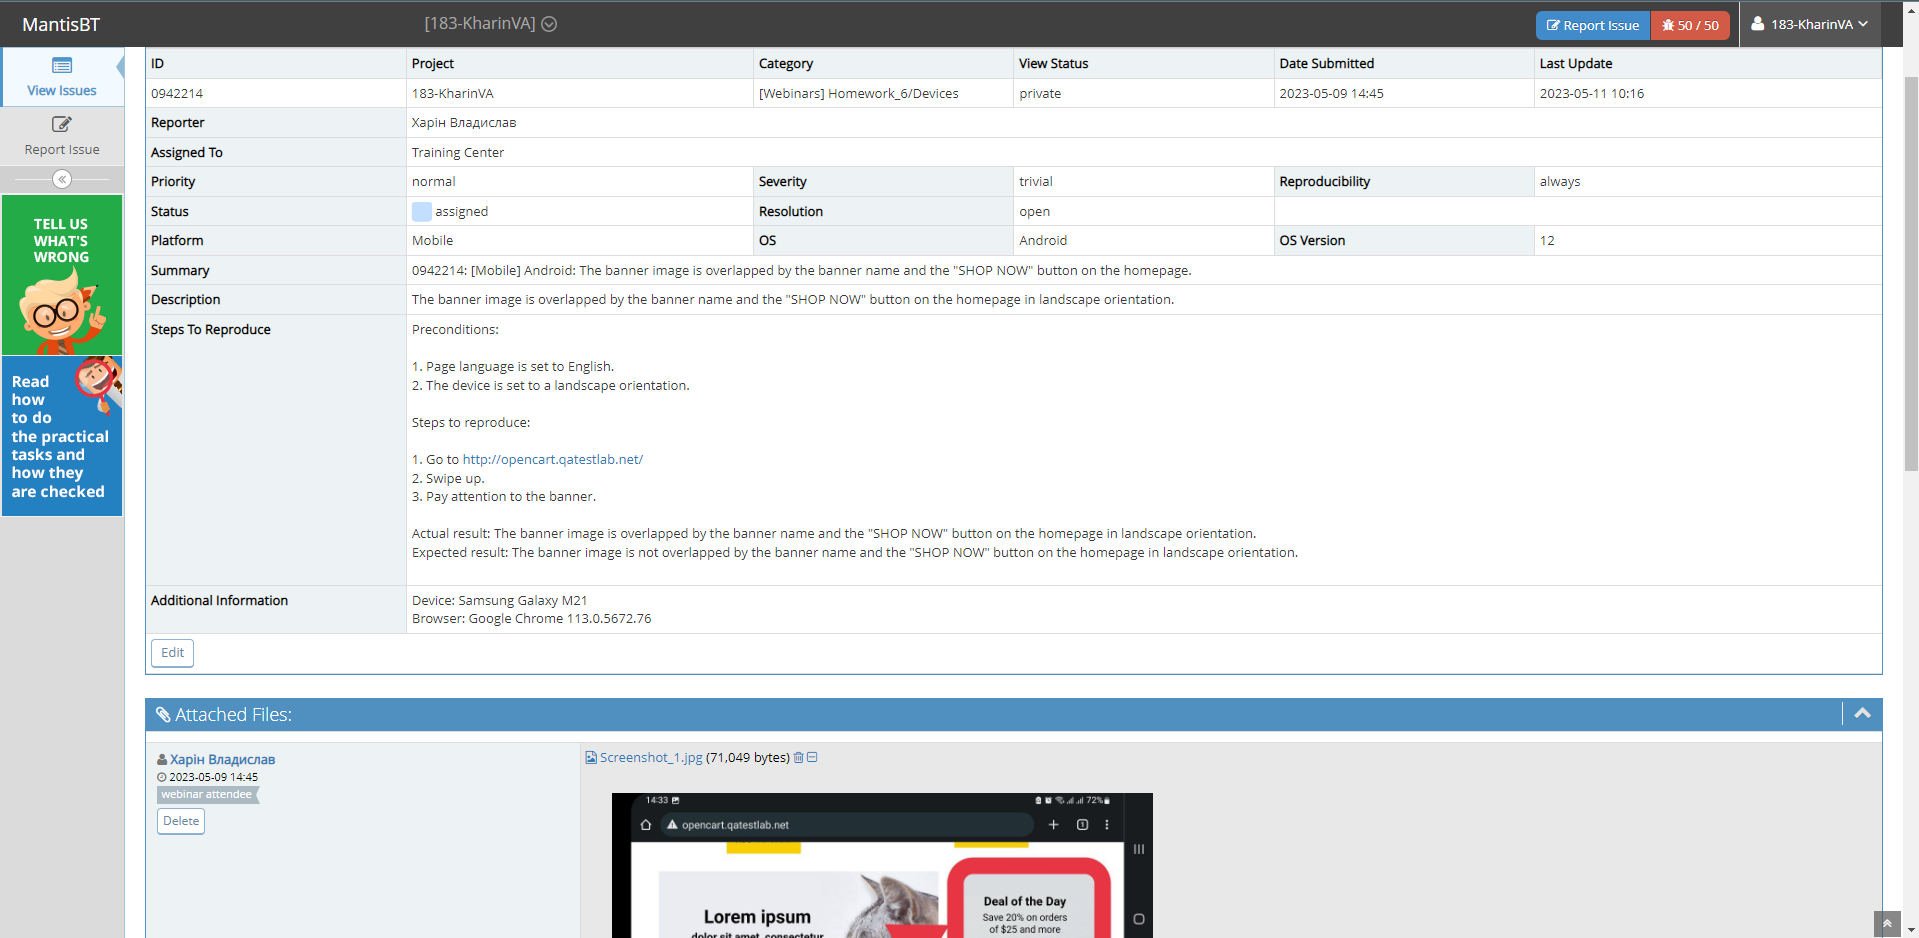 MantisBT
[183-KharinVA]
Report Issue
50 / 50
183-KharinVA
View Issues
Report Issue
TELL US
WHAT'S
WRONG
Read
how
to do
the practical
tasks and
how they
are checked
ID Project Category View Status Date Submitted Last Update
0942214 183-KharinVA [Webinars] Homework_6/Devices private 2023-05-09 14:45 2023-05-11 10:16
Reporter Харін Владислав
Assigned To Training Center
Priority normal Severity trivial Reproducibility always
Status assigned Resolution open
Platform Mobile OS Android OS Version 12
Summary 0942214: [Mobile] Android: The banner image is overlapped by the banner name and the "SHOP NOW" button on the homepage.
Description The banner image is overlapped by the banner name and the "SHOP NOW" button on the homepage in landscape orientation.
Steps To Reproduce Preconditions:
1. Page language is set to English.
2. The device is set to a landscape orientation.
Steps to reproduce:
1. Go to http://opencart.qatestlab.net/
2. Swipe up.
3. Pay attention to the banner.
Actual result: The banner image is overlapped by the banner name and the "SHOP NOW" button on the homepage in landscape orientation.
Expected result: The banner image is not overlapped by the banner name and the "SHOP NOW" button on the homepage in landscape orientation.
Additional Information Device: Samsung Galaxy M21
Browser: Google Chrome 113.0.5672.76
Edit
Attached Files:
Харін Владислав
2023-05-09 14:45
webinar attendee
Delete
Screenshot_1.jpg (71,049 bytes)
14:33 72%
opencart.qatestlab.net
1
Lorem ipsum
dolor sit amet, consectetur
Deal of the Day
Save 20% on orders
of $25 and more